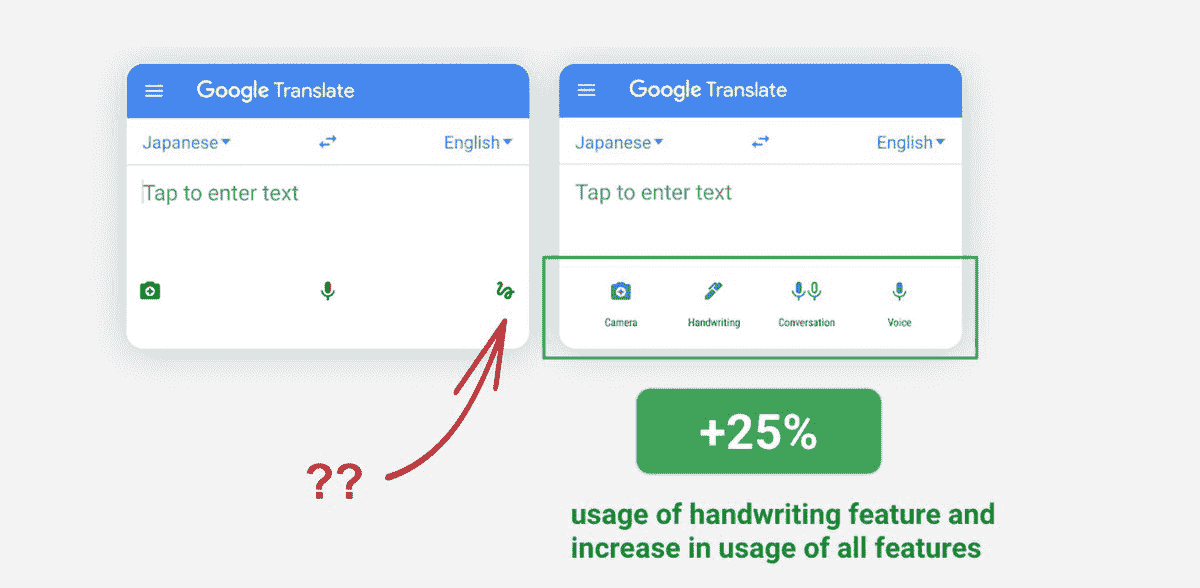 Google Translate
Japanese English
Tap to enter text
??
Google Translate
Japanese English
Tap to enter text
Camera Handwriting Conversation Voice
+25%
usage of handwriting feature and
increase in usage of all features